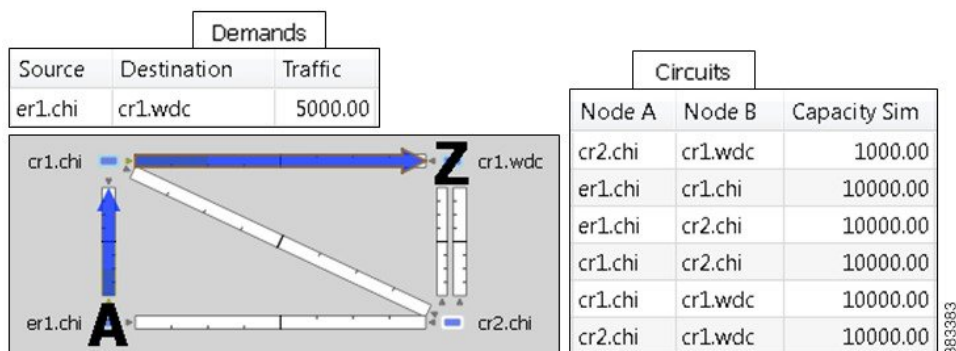 Demands
Source Destination Traffic
er1.chi cr1.wdc 5000.00
cr1.chi Z cr1.wdc
er1.chi A cr2.chi
Circuits
Node A Node B Capacity Sim
cr2.chi cr1.wdc 1000.00
er1.chi cr1.chi 10000.00
er1.chi cr2.chi 10000.00
cr1.chi cr2.chi 10000.00
cr1.chi cr1.wdc 10000.00
cr2.chi cr1.wdc 10000.00
383383